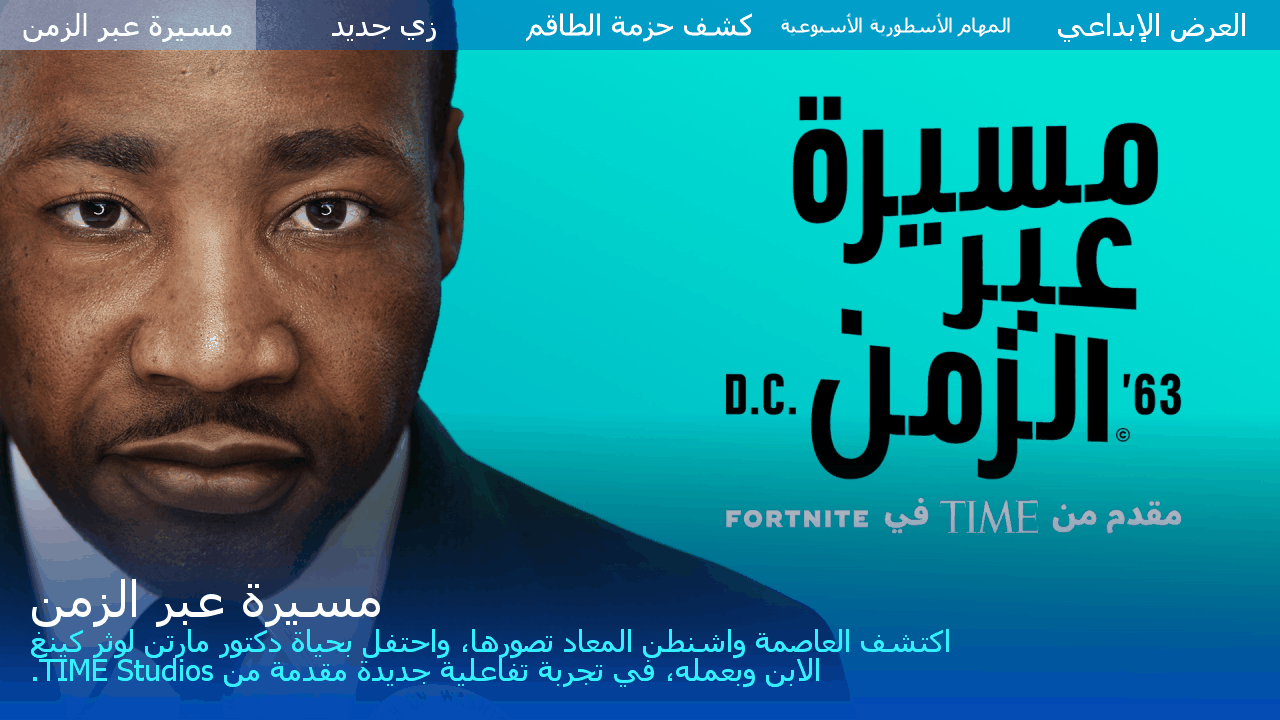 العرض الإبداعي
المهام الأسطورية الأسبوعية
كشف حزمة الطاقم
زي جديد
مسيرة عبر الزمن
مسيرة
عبر
الزمن
D.C. '63
©
مقدم من TIME في FORTNITE
مسيرة عبر الزمن
اكتشف العاصمة واشنطن المعاد تصورها، واحتفل بحياة دكتور مارتن لوثر كينغ
الابن وبعمله، في تجربة تفاعلية جديدة مقدمة من TIME Studios.